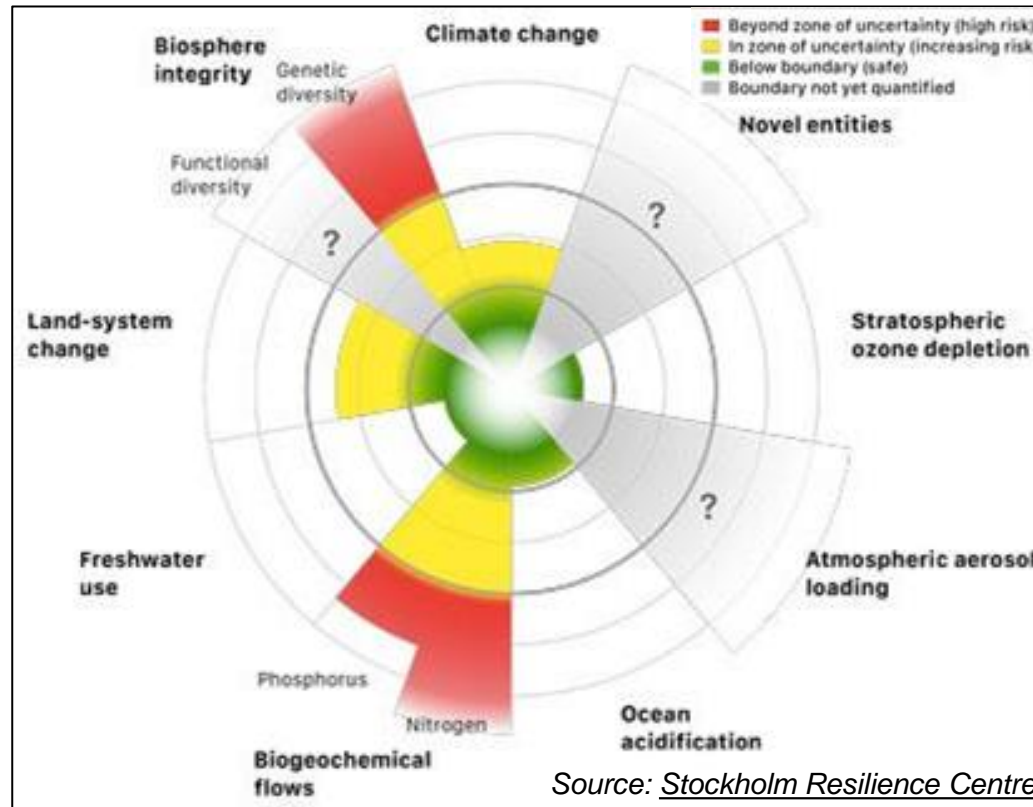 Climate change
Beyond zone of uncertainty (high risk)
In zone of uncertainty (increasing risk
Below boundary (safe)
Boundary not yet quantified
Biosphere
integrity
Genetic
diversity
Functional
diversity
Novel entities
?
?
Land-system
change
Stratospheric
ozone depletion
?
Freshwater
use
Atmospheric aerosol
loading
Phosphorus
Nitrogen
Biogeochemical
flows
Ocean
acidification
Source: Stockholm Resilience Centre